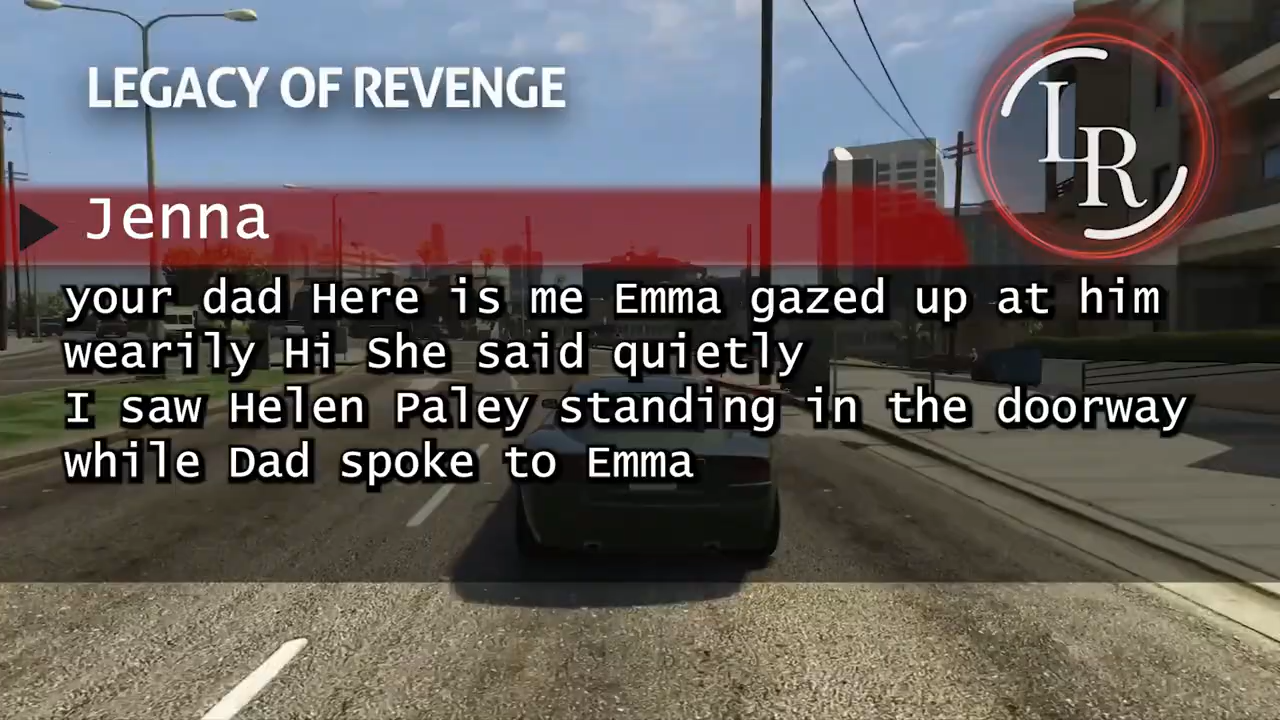 LEGACY OF REVENGE
LR
Jenna
your dad Here is me Emma gazed up at him
wearily Hi She said quietly
I saw Helen Paley standing in the doorway
while Dad spoke to Emma